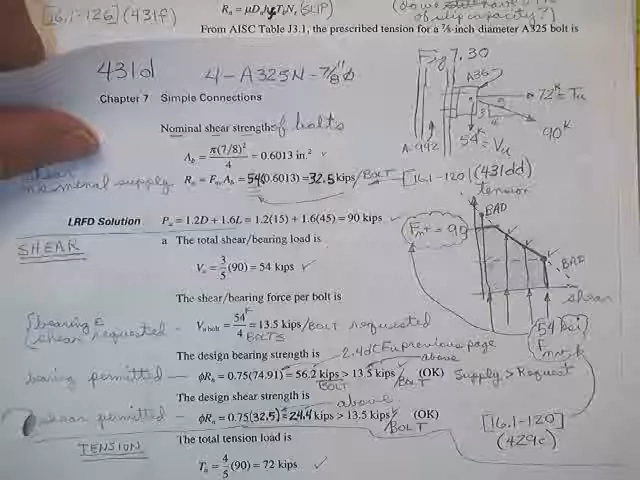 [16.1-126] (431f)
Rₙ = μDᵤhfTbNs (SLIP)
From AISC Table J3.1, the prescribed tension for a 7/8-inch diameter A325 bolt is
431d
4-A325N-7/8"φ
Fig 7.30
A36
72ᴷ = Tu
90ᴷ
54ᴷ = Vu
A992
Chapter 7 Simple Connections
Nominal shear strength of bolts
Ab = π(7/8)²/4 = 0.6013 in.²
shear
nominal supply
Rn = FnvAb = 54(0.6013) = 32.5 kips/BOLT
[16.1-120] (431dd)
tension
LRFD Solution Pu = 1.2D + 1.6L = 1.2(15) + 1.6(45) = 90 kips
BAD
Fnt = 90
SHEAR
a The total shear/bearing load is
Vu = 3/5 (90) = 54 kips
BAD
shear
The shear/bearing force per bolt is
{bearing &
shear requested -
Vu bolt = 54ᴷ/4 BOLTS = 13.5 kips/BOLT requested
54 ksi
The design bearing strength is 2.4dtFu previous page
above
bearing permitted — φRn = 0.75(74.91) = 56.2 kips/BOLT > 13.5 kips/BOLT (OK) Supply > Request
The design shear strength is above
shear permitted — φRn = 0.75(32.5) = 24.4 kips > 13.5 kips/BOLT (OK)
[16.1-120]
(429c)
TENSION
The total tension load is
Tu = 4/5 (90) = 72 kips